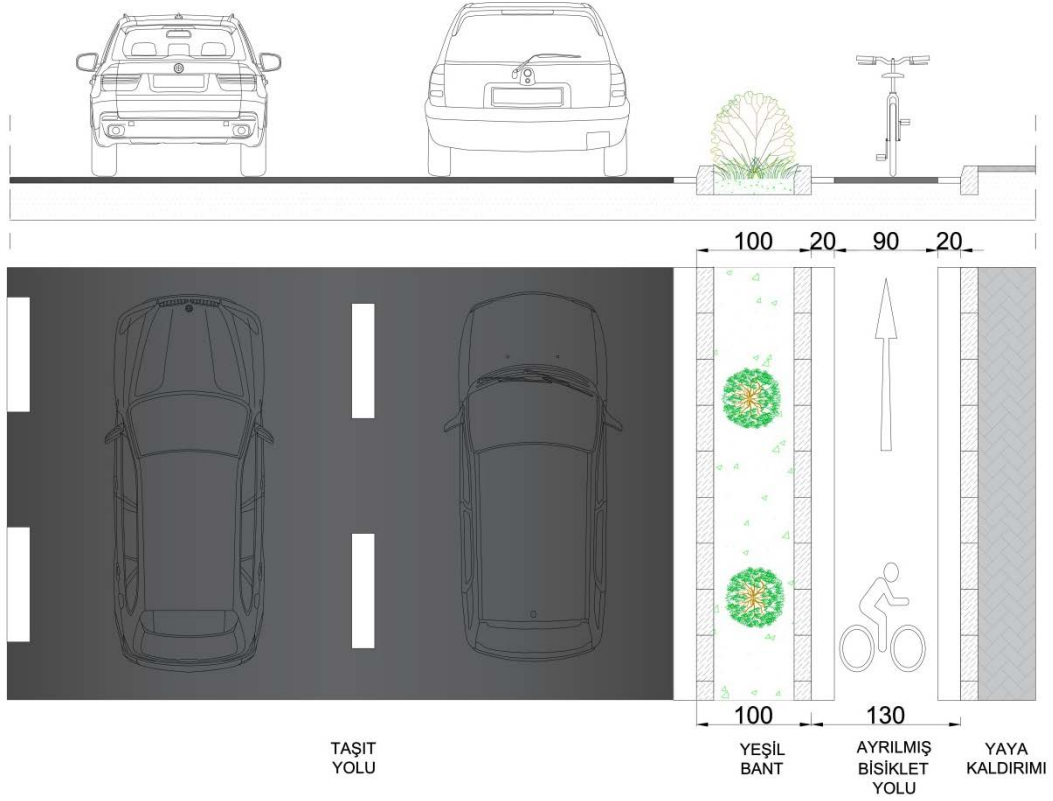 100 20 90 20
100 130
TAŞIT
YOLU
YEŞİL
BANT
AYRILMIŞ
BİSİKLET
YOLU
YAYA
KALDIRIMI